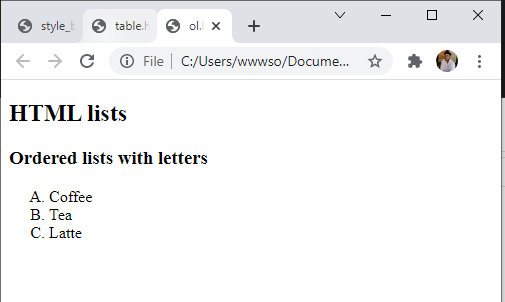 style_b
table.h
ol.
File
C:/Users/wwwso/Docume...
HTML lists
Ordered lists with letters
A. Coffee
B. Tea
C. Latte